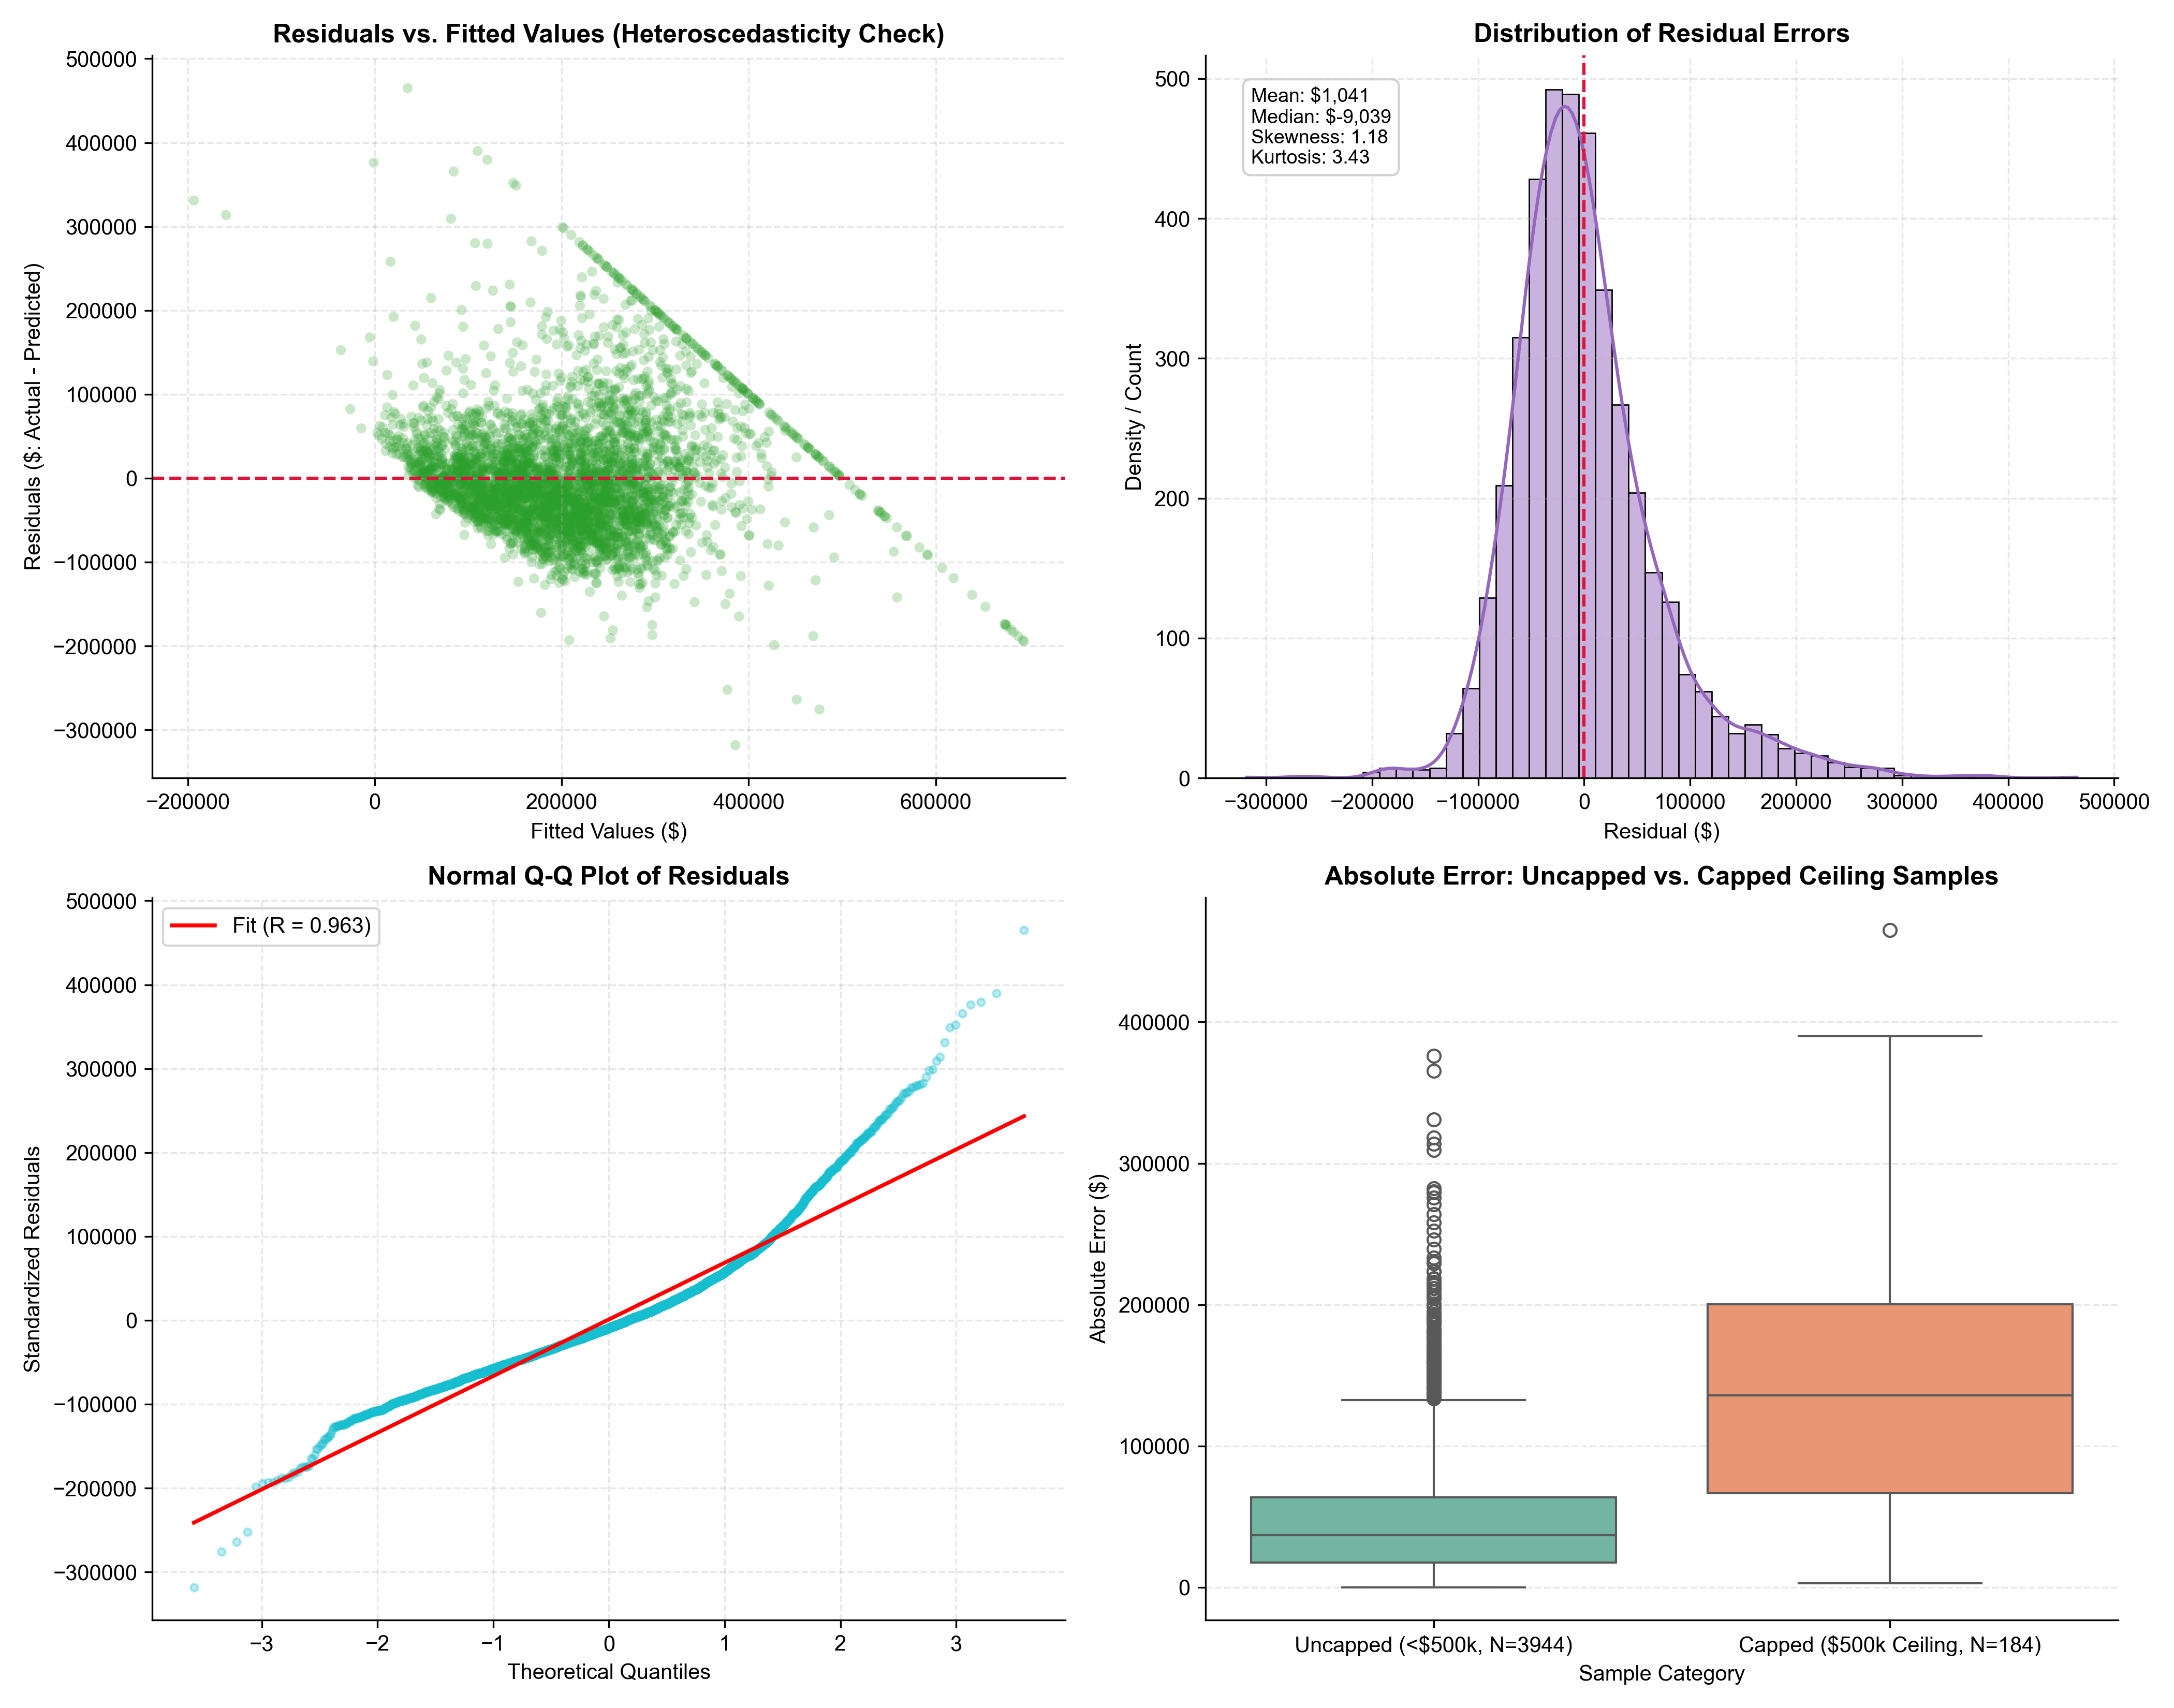 Residuals vs. Fitted Values (Heteroscedasticity Check)
500000
400000
300000
200000
100000
0
−100000
−200000
−300000
Residuals ($: Actual - Predicted)
−200000 0 200000 400000 600000
Fitted Values ($)
Distribution of Residual Errors
Mean: $1,041
Median: $-9,039
Skewness: 1.18
Kurtosis: 3.43
500
400
300
200
100
0
Density / Count
−300000 −200000 −100000 0 100000 200000 300000 400000 500000
Residual ($)
Normal Q-Q Plot of Residuals
Fit (R = 0.963)
500000
400000
300000
200000
100000
0
−100000
−200000
−300000
Standardized Residuals
−3 −2 −1 0 1 2 3
Theoretical Quantiles
Absolute Error: Uncapped vs. Capped Ceiling Samples
400000
300000
200000
100000
0
Absolute Error ($)
Uncapped (<$500k, N=3944) Capped ($500k Ceiling, N=184)
Sample Category